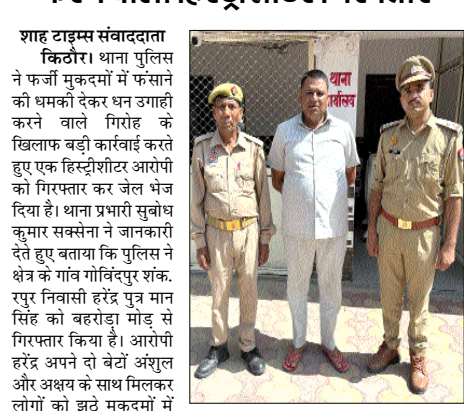 शाह टाइम्स संवाददाता
किठौर। थाना पुलिस
ने फर्जी मुकदमों में फंसाने
की धमकी देकर धन उगाही
करने वाले गिरोह के
खिलाफ बड़ी कार्रवाई करते
हुए एक हिस्ट्रीशीटर आरोपी
को गिरफ्तार कर जेल भेज
दिया है। थाना प्रभारी सुबोध
कुमार सक्सेना ने जानकारी
देते हुए बताया कि पुलिस ने
क्षेत्र के गांव गोविंदपुर शंक.
रपुर निवासी हरेंद्र पुत्र मान
सिंह को बहरोड़ा मोड़ से
गिरफ्तार किया है। आरोपी
हरेंद्र अपने दो बेटों अंशुल
और अक्षय के साथ मिलकर
लोगों को झूठे मुकदमों में
थाना
कार्यालय